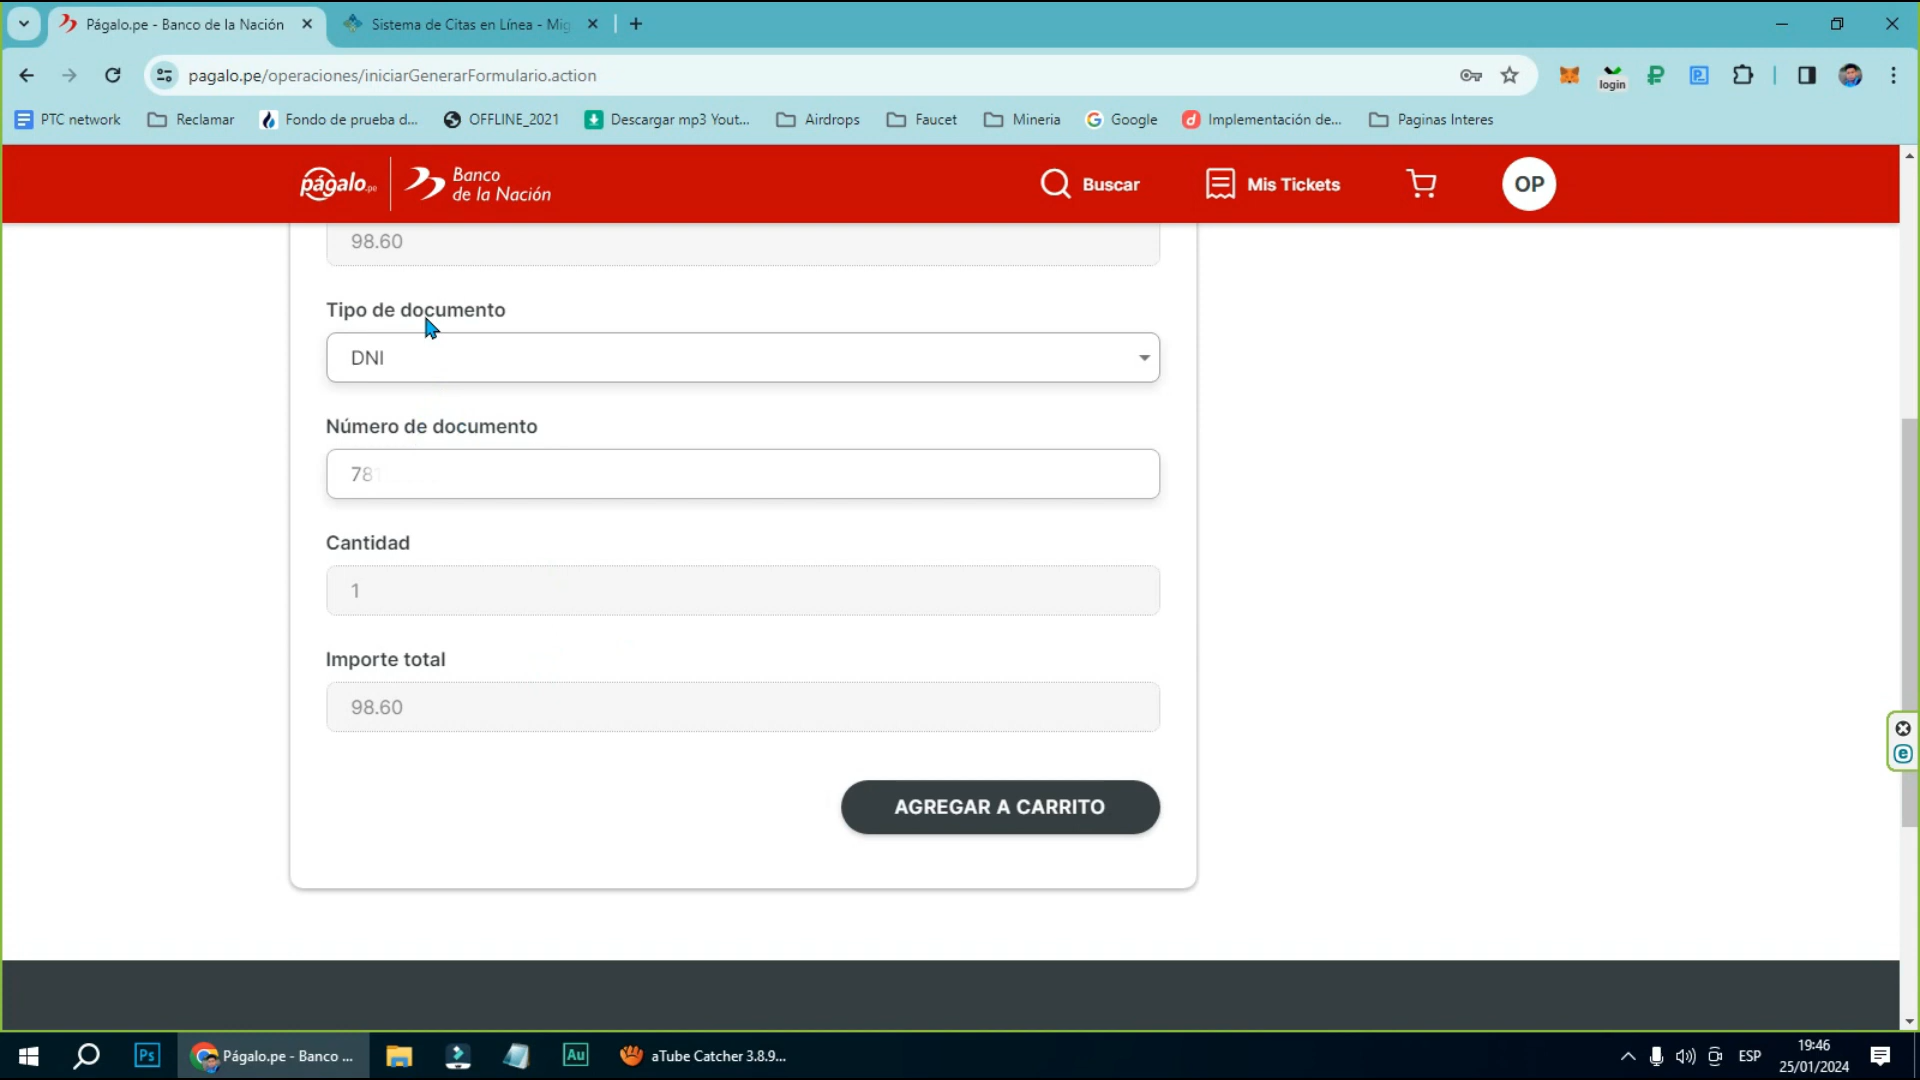 Págalo.pe - Banco de la Nación
Sistema de Citas en Línea - Mig
pagalo.pe/operaciones/iniciarGenerarFormulario.action
login
PTC network
Reclamar
Fondo de prueba d...
OFFLINE_2021
Descargar mp3 Yout...
Airdrops
Faucet
Mineria
Google
Implementación de...
Paginas Interes
págalo.pe
Banco
de la Nación
Buscar
Mis Tickets
OP
98.60
Tipo de documento
DNI
Número de documento
781
Cantidad
1
Importe total
98.60
AGREGAR A CARRITO
Ps
Págalo.pe - Banco ...
Au
aTube Catcher 3.8.9...
ESP
19:46
25/01/2024